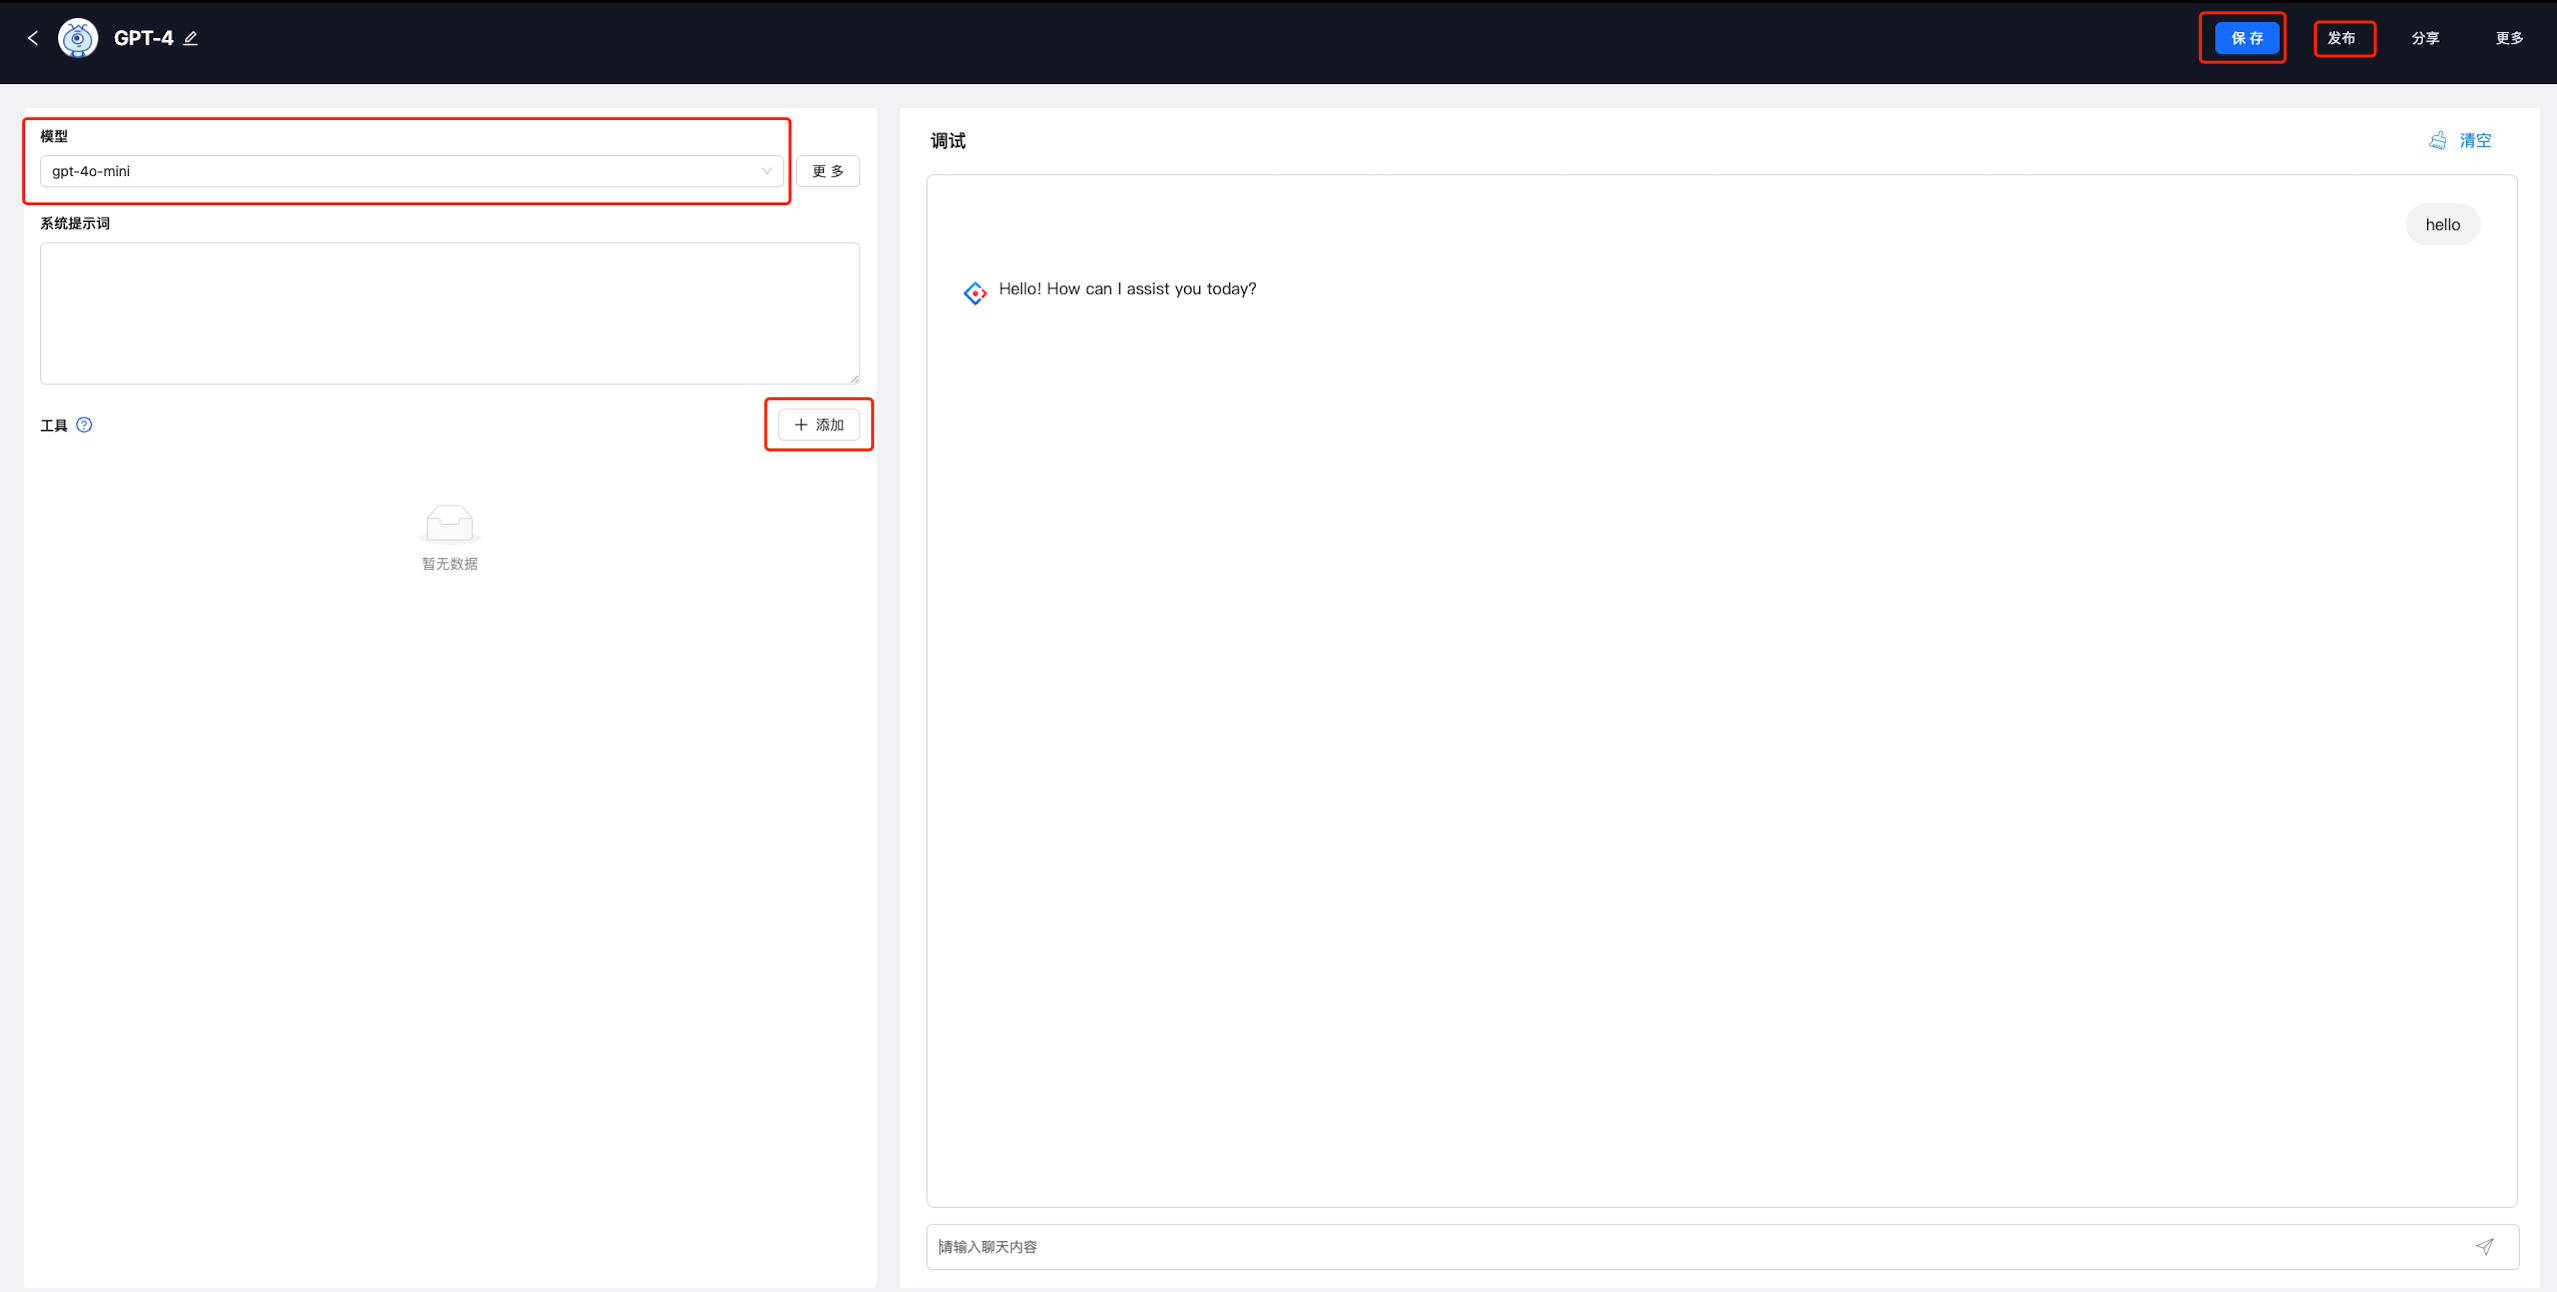 GPT-4
保 存
发布
分享
更多
模型
gpt-4o-mini
更 多
系统提示词
工具
添加
暂无数据
调试
清空
hello
Hello! How can I assist you today?
请输入聊天内容